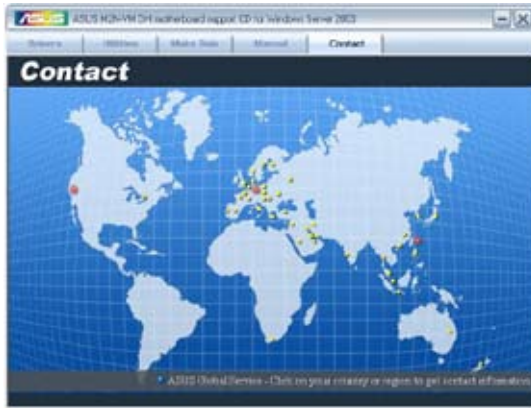 ASUS ASUS M2N-VM DH motherboard support CD for Windows Server 2003
Drivers Utilities Make Disk Manual Contact
Contact
ASUS Global Service - Click on your country or region to get contact information